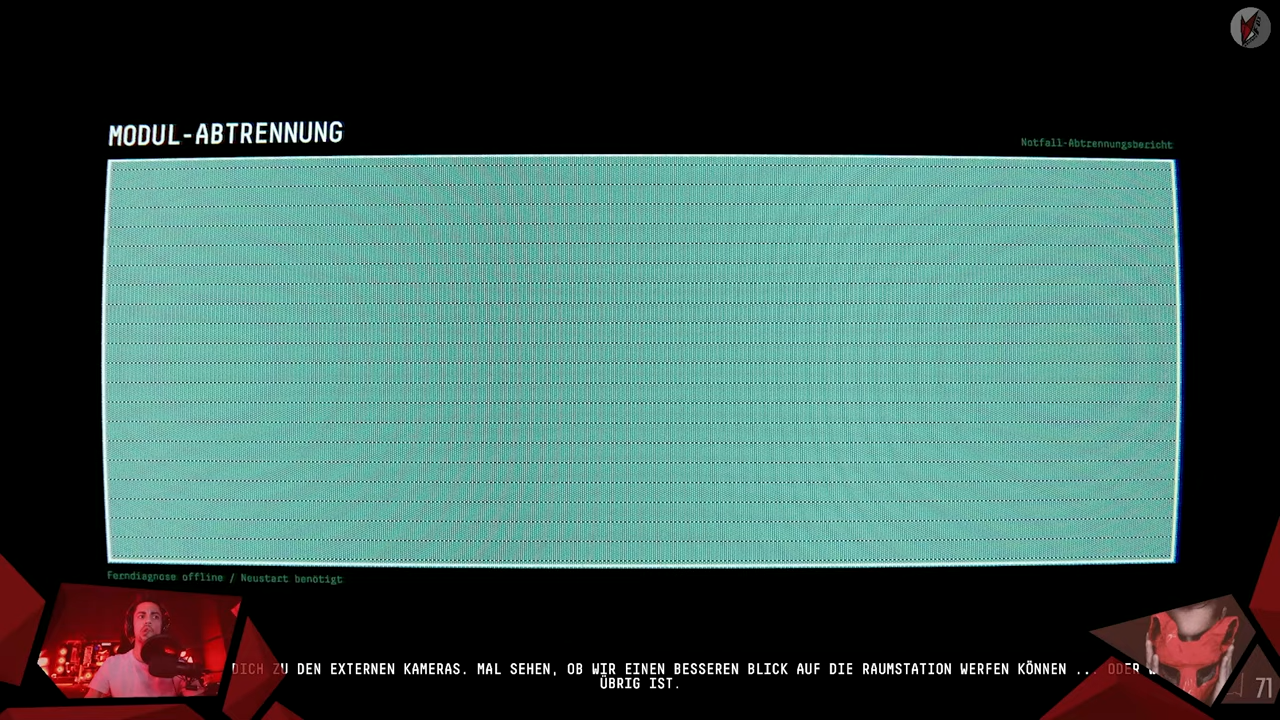 MODUL-ABTRENNUNG
Notfall-Abtrennungsbericht
Ferndiagnose offline / Neustart benötigt
DICH ZU DEN EXTERNEN KAMERAS. MAL SEHEN, OB WIR EINEN BESSEREN BLICK AUF DIE RAUMSTATION WERFEN KÖNNEN ... ODER
ÜBRIG IST.
71